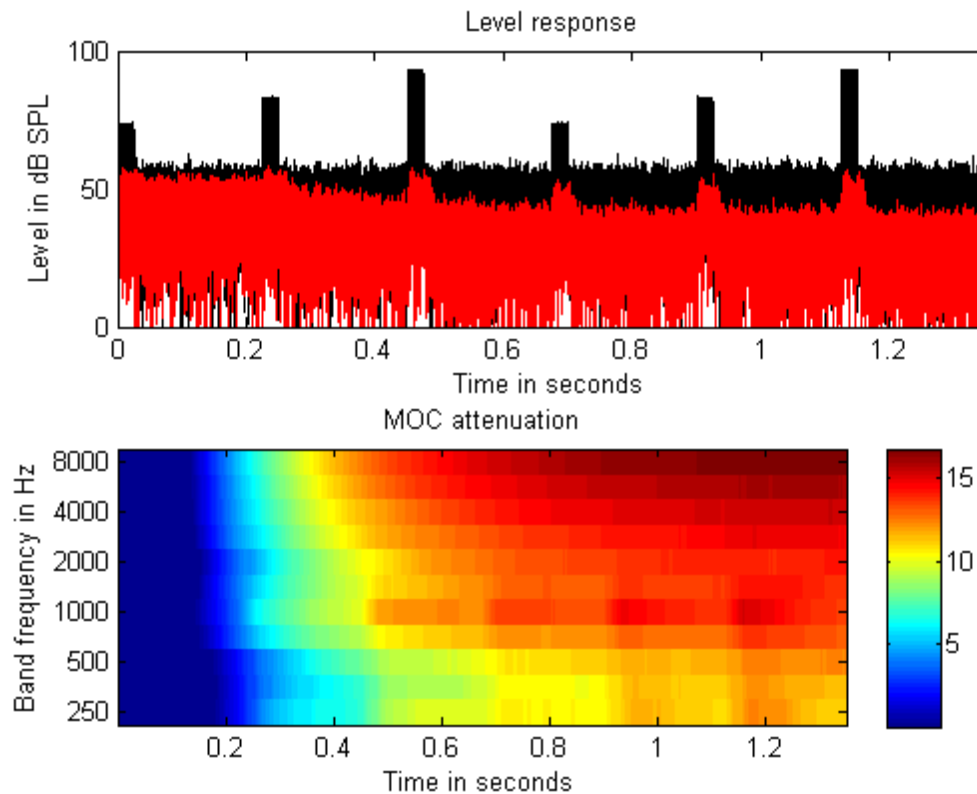 Level response
Level in dB SPL
100
50
0
0 0.2 0.4 0.6 0.8 1 1.2
Time in seconds
MOC attenuation
Band frequency in Hz
8000
4000
2000
1000
500
250
0.2 0.4 0.6 0.8 1 1.2
Time in seconds
15
10
5